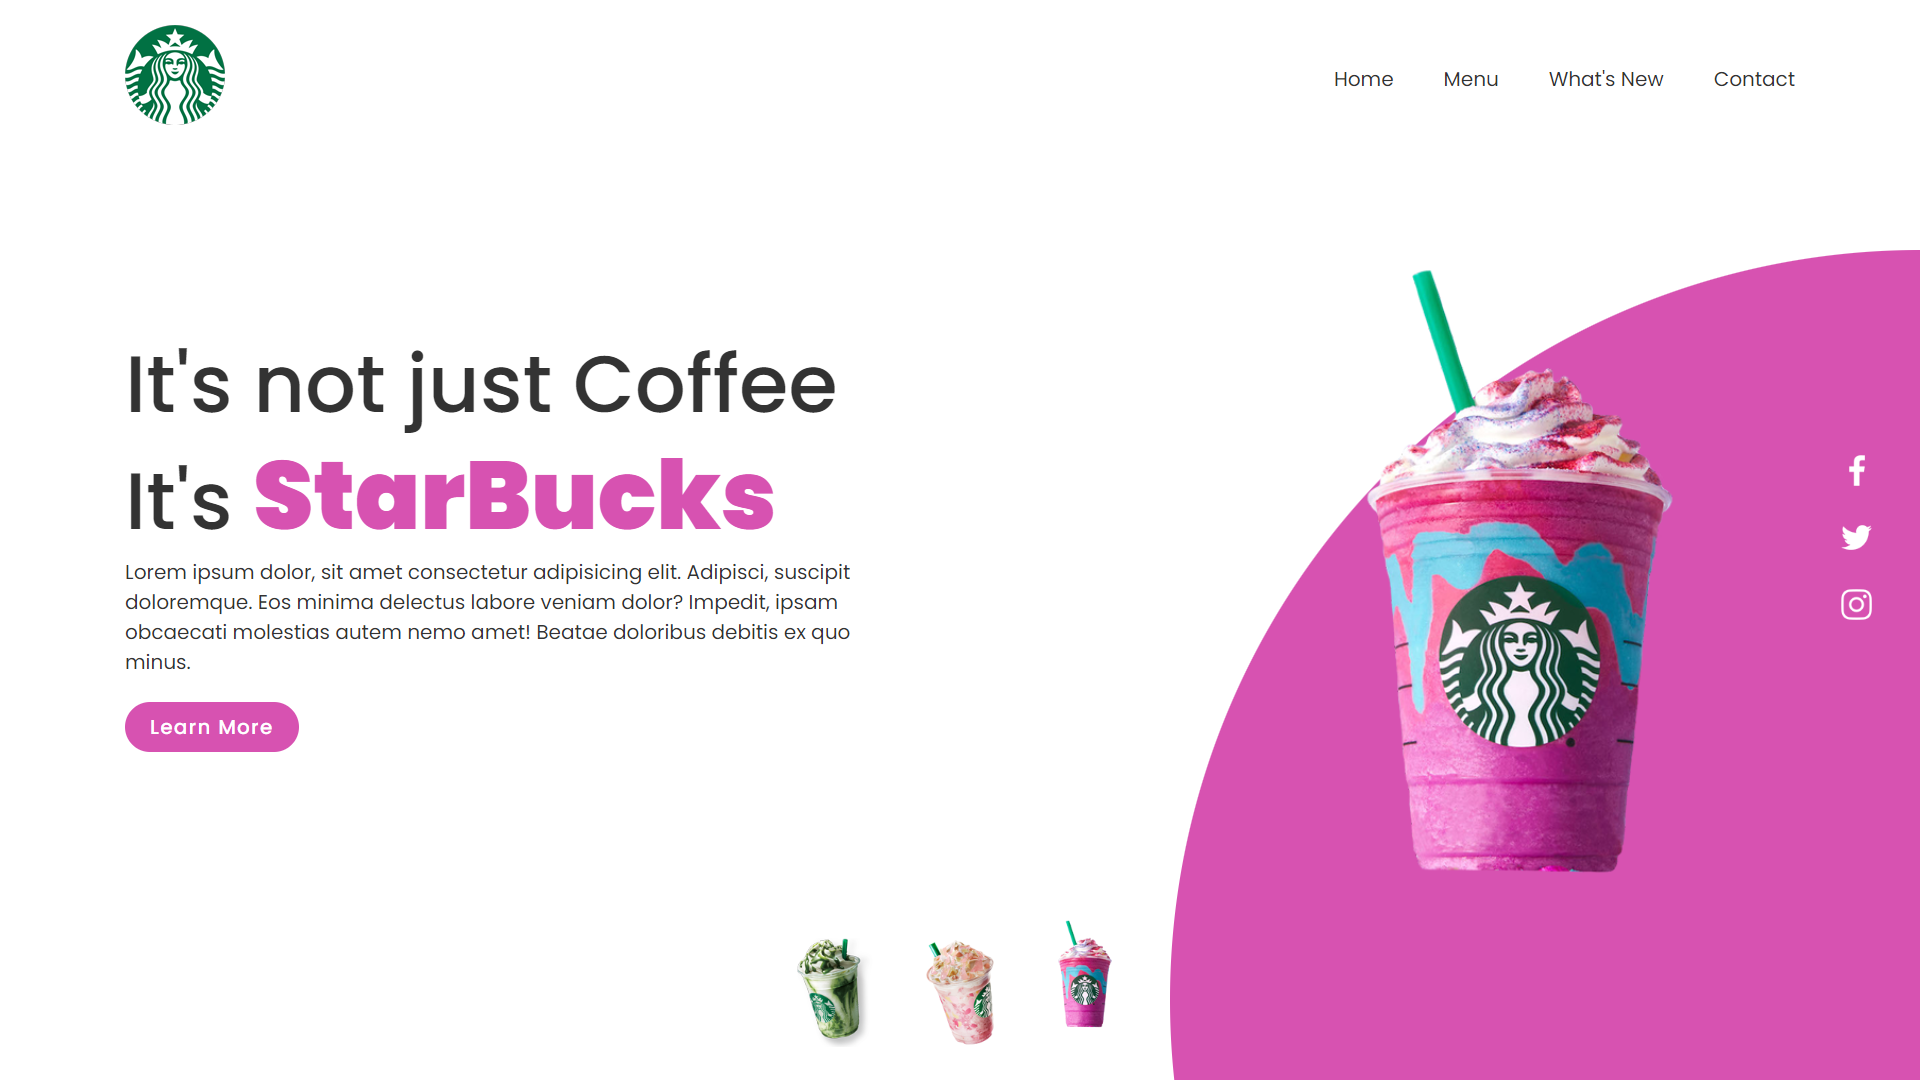 Home Menu What's New Contact
It's not just Coffee
It's StarBucks
Lorem ipsum dolor, sit amet consectetur adipisicing elit. Adipisci, suscipit
doloremque. Eos minima delectus labore veniam dolor? Impedit, ipsam
obcaecati molestias autem nemo amet! Beatae doloribus debitis ex quo
minus.
Learn More